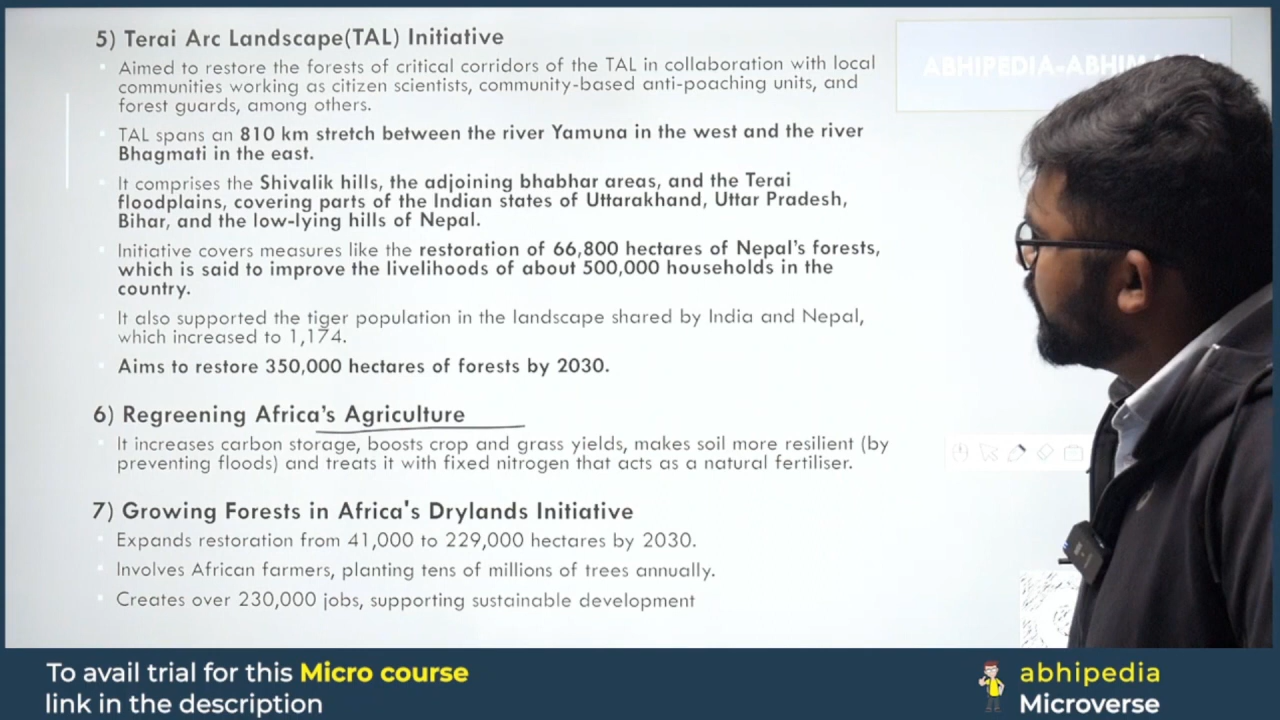 5) Terai Arc Landscape(TAL) Initiative
ABHIPEDIA-ABHIM
Aimed to restore the forests of critical corridors of the TAL in collaboration with local
communities working as citizen scientists, community-based anti-poaching units, and
forest guards, among others.
TAL spans an 810 km stretch between the river Yamuna in the west and the river
Bhagmati in the east.
It comprises the Shivalik hills, the adjoining bhabhar areas, and the Terai
floodplains, covering parts of the Indian states of Uttarakhand, Uttar Pradesh,
Bihar, and the low-lying hills of Nepal.
Initiative covers measures like the restoration of 66,800 hectares of Nepal's forests,
which is said to improve the livelihoods of about 500,000 households in the
country.
It also supported the tiger population in the landscape shared by India and Nepal,
which increased to 1,174.
Aims to restore 350,000 hectares of forests by 2030.
6) Regreening Africa's Agriculture
It increases carbon storage, boosts crop and grass yields, makes soil more resilient (by
preventing floods) and treats it with fixed nitrogen that acts as a natural fertiliser.
7) Growing Forests in Africa's Drylands Initiative
Expands restoration from 41,000 to 229,000 hectares by 2030.
Involves African farmers, planting tens of millions of trees annually.
Creates over 230,000 jobs, supporting sustainable development
To avail trial for this Micro course
link in the description
abhipedia
Microverse